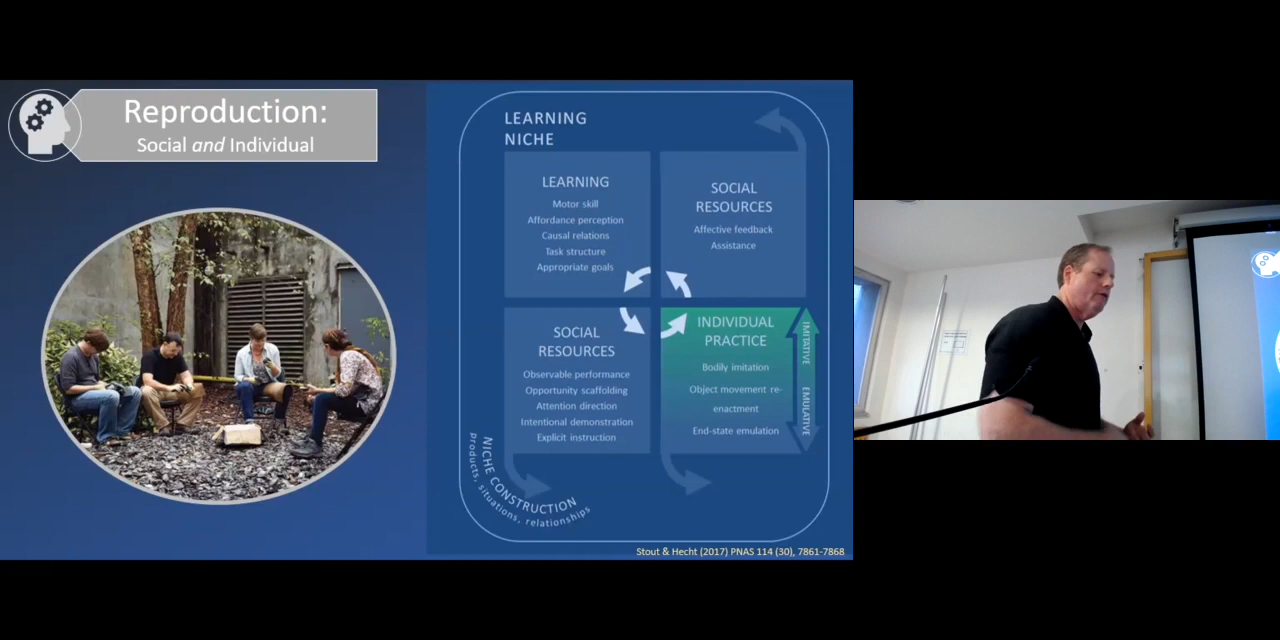 Reproduction:
Social and Individual
LEARNING
NICHE
LEARNING
Motor skill
Affordance perception
Causal relations
Task structure
Appropriate goals
SOCIAL
RESOURCES
Affective feedback
Assistance
SOCIAL
RESOURCES
Observable performance
Opportunity scaffolding
Attention direction
Intentional demonstration
Explicit instruction
INDIVIDUAL
PRACTICE
Bodily imitation
Object movement re-
enactment
End-state emulation
IMITATIVE
EMULATIVE
NICHE CONSTRUCTION
Products, situations, relationships
Stout & Hecht (2017) PNAS 114 (30), 7861-7868